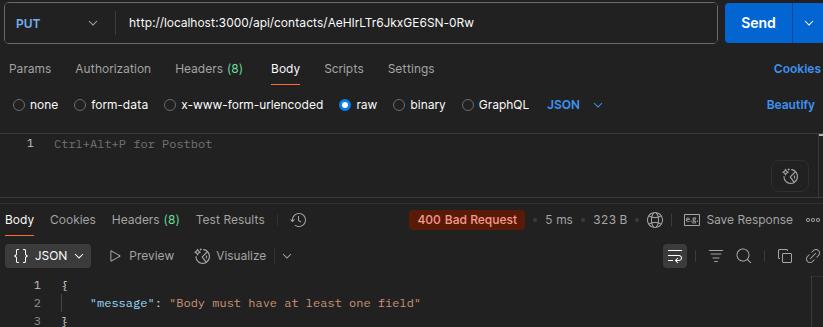 PUT http://localhost:3000/api/contacts/AeHlrLTr6JkxGE6SN-0Rw Send
Params Authorization Headers (8) Body Scripts Settings Cookies
none form-data x-www-form-urlencoded raw binary GraphQL JSON Beautify
1 Ctrl+Alt+P for Postbot
Body Cookies Headers (8) Test Results 400 Bad Request 5 ms 323 B e.g. Save Response
{} JSON Preview Visualize
1 {
2 "message": "Body must have at least one field"
3 }